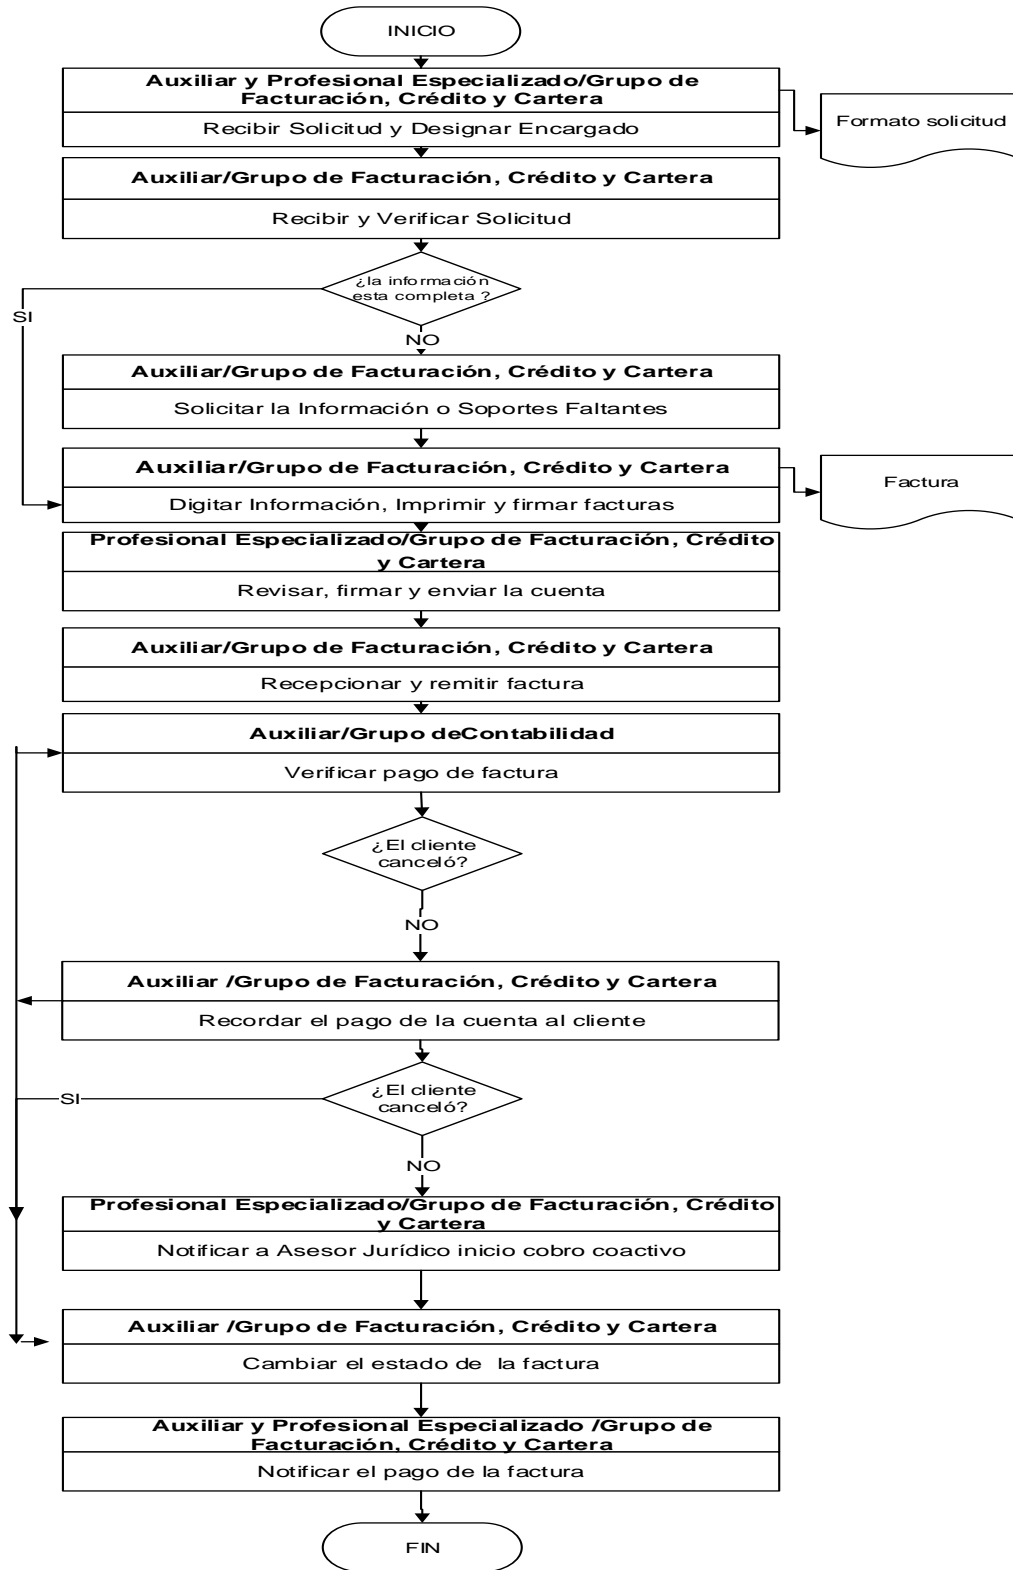 INICIO
Auxiliar y Profesional Especializado/Grupo de
Facturación, Crédito y Cartera
Recibir Solicitud y Designar Encargado
Formato solicitud
Auxiliar/Grupo de Facturación, Crédito y Cartera
Recibir y Verificar Solicitud
¿la información
esta completa ?
SI
NO
Auxiliar/Grupo de Facturación, Crédito y Cartera
Solicitar la Información o Soportes Faltantes
Auxiliar/Grupo de Facturación, Crédito y Cartera
Digitar Información, Imprimir y firmar facturas
Factura
Profesional Especializado/Grupo de Facturación, Crédito
y Cartera
Revisar, firmar y enviar la cuenta
Auxiliar/Grupo de Facturación, Crédito y Cartera
Recepcionar y remitir factura
Auxiliar/Grupo deContabilidad
Verificar pago de factura
¿El cliente
canceló?
NO
Auxiliar /Grupo de Facturación, Crédito y Cartera
Recordar el pago de la cuenta al cliente
¿El cliente
canceló?
SI
NO
Profesional Especializado/Grupo de Facturación, Crédito
y Cartera
Notificar a Asesor Jurídico inicio cobro coactivo
Auxiliar /Grupo de Facturación, Crédito y Cartera
Cambiar el estado de la factura
Auxiliar y Profesional Especializado /Grupo de
Facturación, Crédito y Cartera
Notificar el pago de la factura
FIN